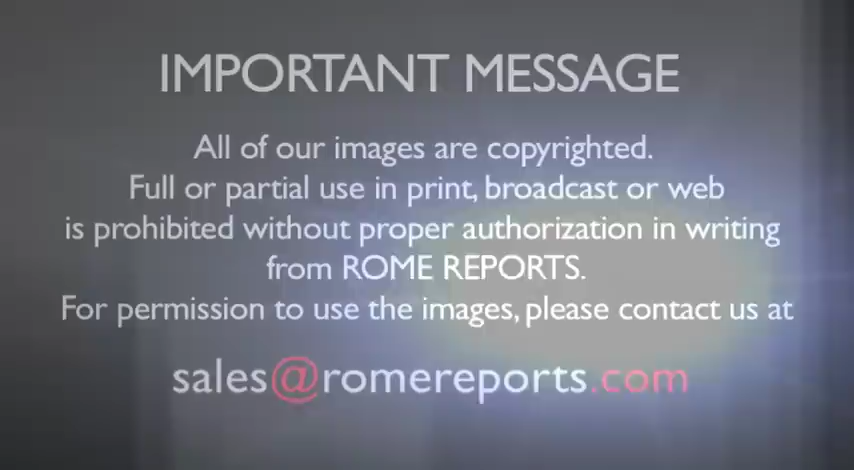 IMPORTANT MESSAGE
All of our images are copyrighted.
Full or partial use in print, broadcast or web
is prohibited without proper authorization in writing
from ROME REPORTS.
For permission to use the images, please contact us at
sales@romereports.com